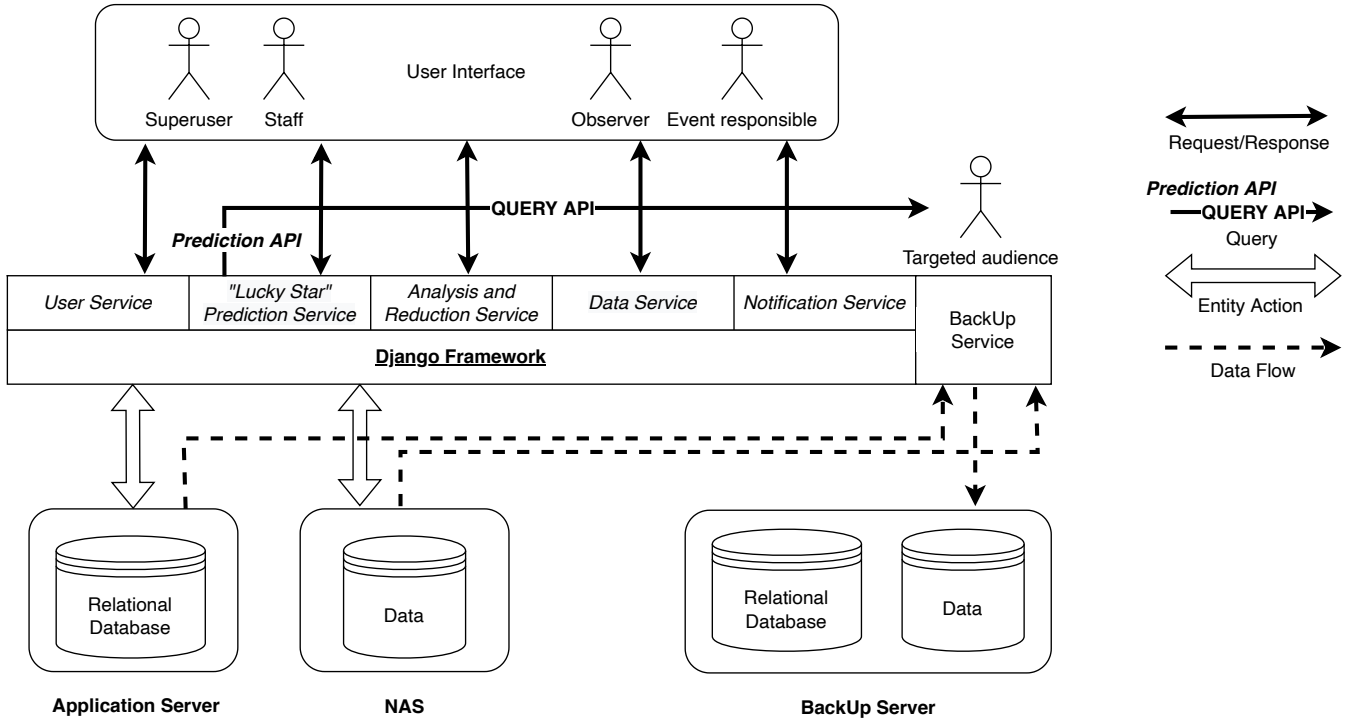 User Interface
Superuser
Staff
Observer
Event responsible
Request/Response
Prediction API
QUERY API
Query
Entity Action
Data Flow
QUERY API
Prediction API
Targeted audience
User Service
"Lucky Star"
Prediction Service
Analysis and
Reduction Service
Data Service
Notification Service
BackUp
Service
Django Framework
Relational
Database
Data
Relational
Database
Data
Application Server
NAS
BackUp Server